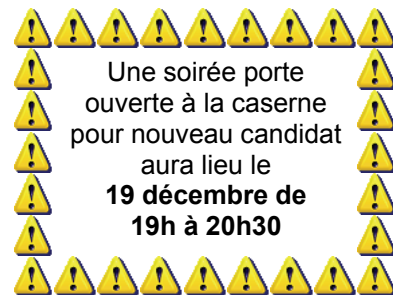 Une soirée porte
ouverte à la caserne
pour nouveau candidat
aura lieu le
19 décembre de
19h à 20h30